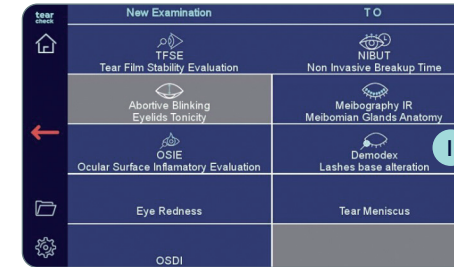 tear
check
New Examination
T O
TFSE
Tear Film Stability Evaluation
NIBUT
Non Invasive Breakup Time
Abortive Blinking
Eyelids Tonicity
Meibography IR
Meibomian Glands Anatomy
OSIE
Ocular Surface Inflamatory Evaluation
Demodex
Lashes base alteration
Eye Redness
Tear Meniscus
OSDI